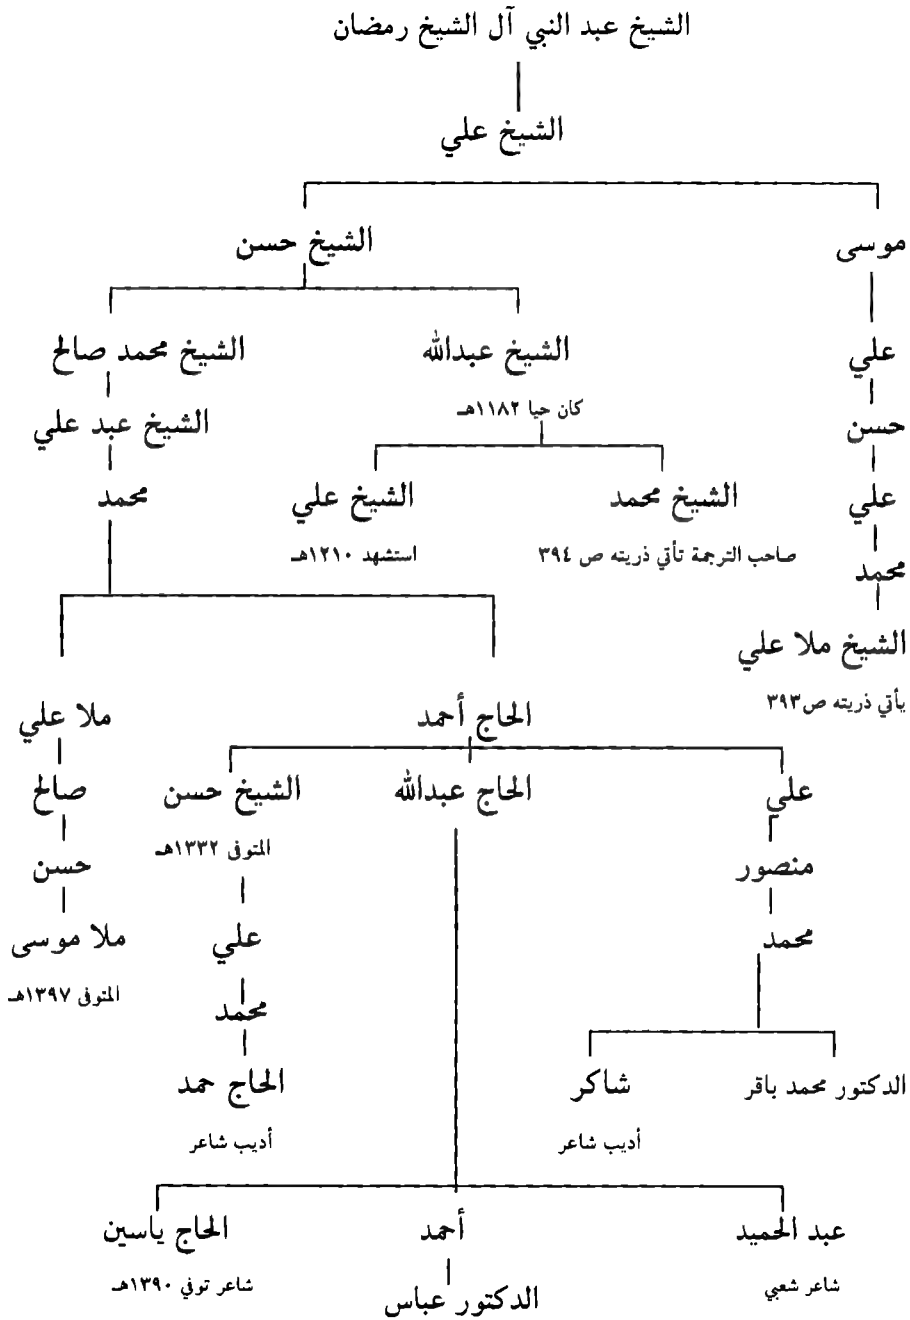 الشيخ عبد النبي آل الشيخ رمضان
الشيخ علي
موسى
الشيخ حسن
علي
الشيخ عبدالله
الشيخ محمد صالح
كان حيا ١١٨٢هـ
حسن
الشيخ عبد علي
علي
الشيخ محمد
الشيخ علي
محمد
صاحب الترجمة تأتي ذريته ص ٣٩٤
استشهد ١٢١٠هـ
محمد
الشيخ ملا علي
يأتي ذريته ص٣٩٣
الحاج أحمد
ملا علي
علي
الحاج عبدالله
الشيخ حسن
صالح
المتوفى ١٣٣٢هـ
منصور
حسن
محمد
علي
ملا موسى
المتوفى ١٣٩٧هـ
محمد
الدكتور محمد باقر
شاكر
الحاج حمد
أديب شاعر
أديب شاعر
عبد الحميد
أحمد
الحاج ياسين
شاعر شعبي
شاعر توفي ١٣٩٠هـ
الدكتور عباس